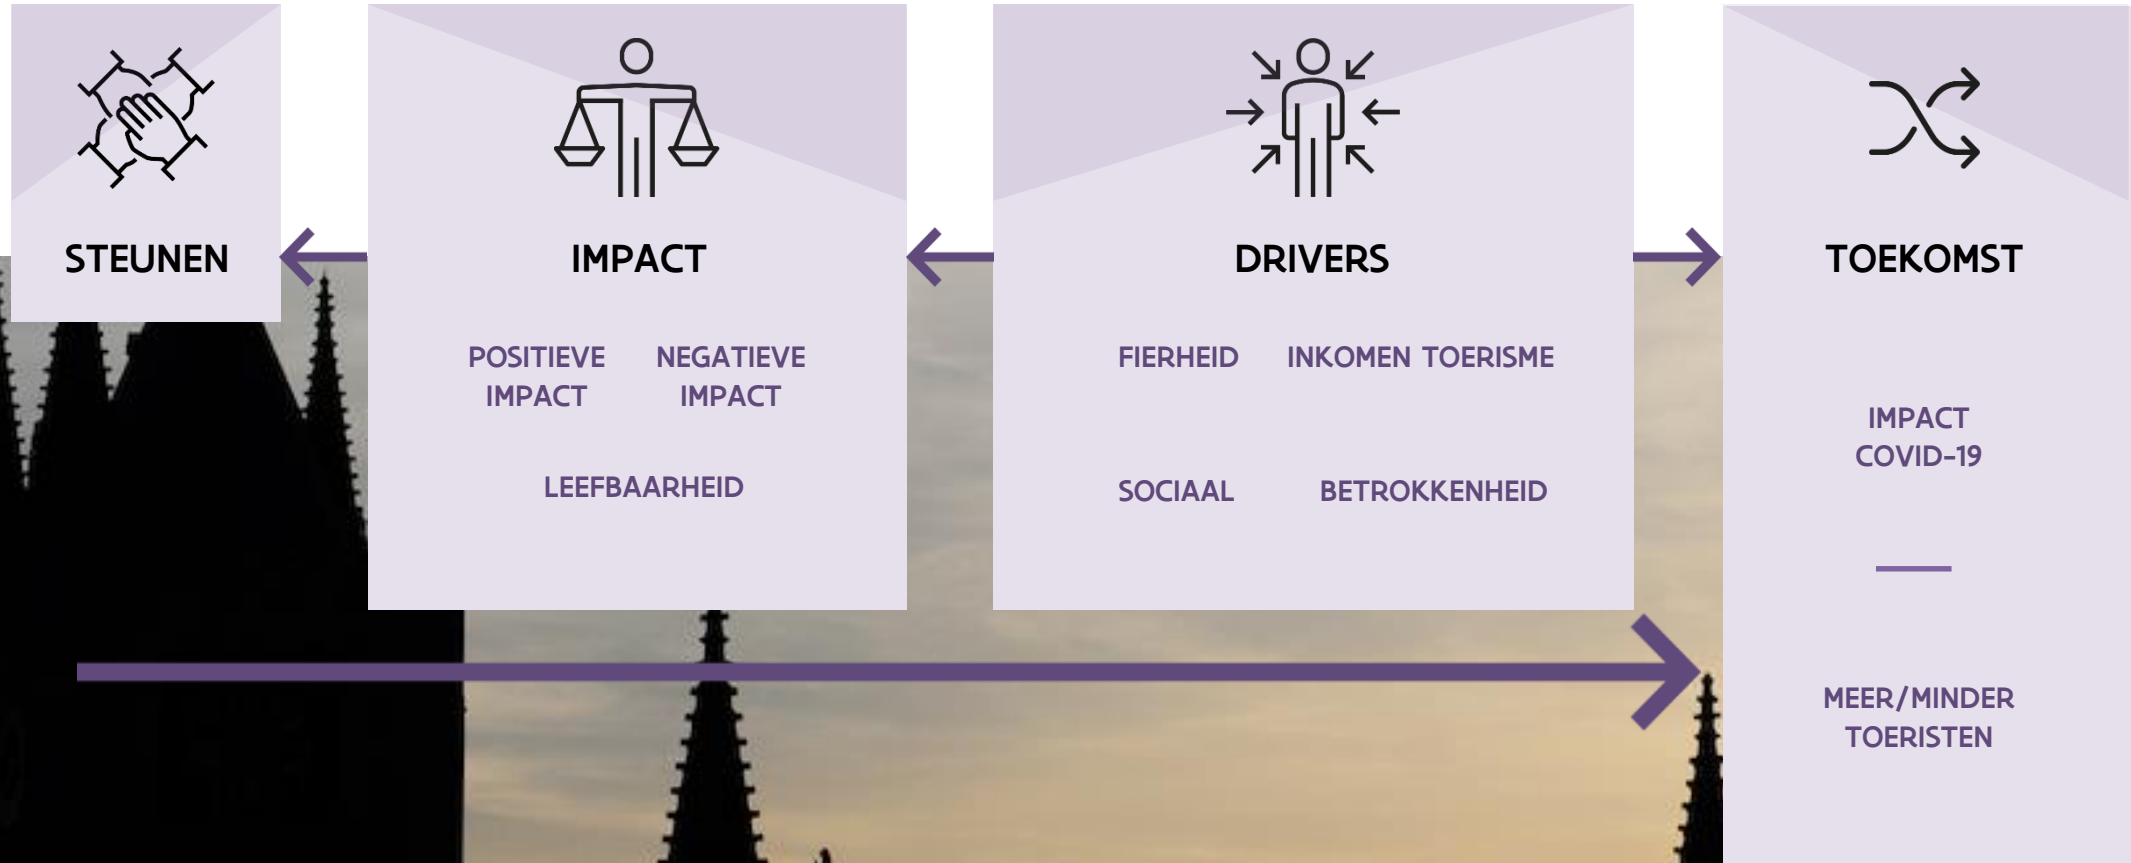 STEUNEN
IMPACT
POSITIEVE
IMPACT
NEGATIEVE
IMPACT
LEEFBAARHEID
DRIVERS
FIERHEID
INKOMEN TOERISME
SOCIAAL
BETROKKENHEID
TOEKOMST
IMPACT
COVID-19
MEER/MINDER
TOERISTEN